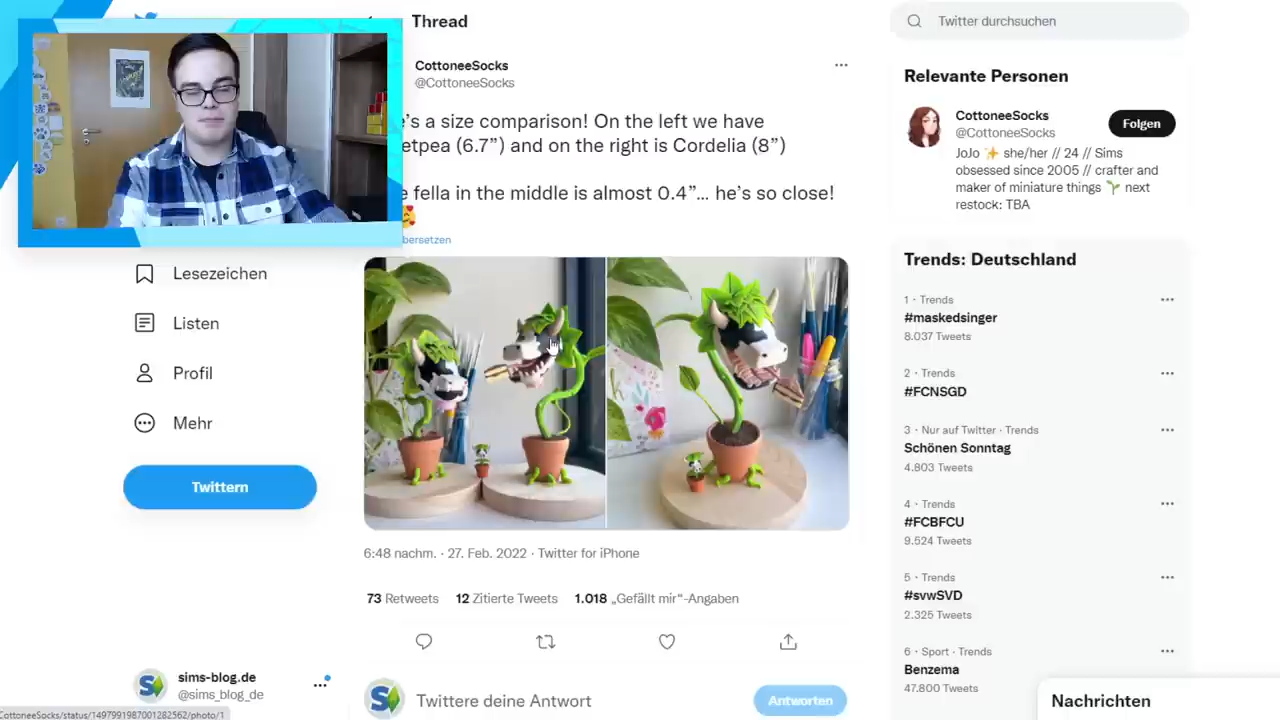 Thread
CottoneeSocks
@CottoneeSocks
a size comparison! On the left we have
(6.7”) and on the right is Cordelia (8”)
fella in the middle is almost 0.4”... he's so close!
Lesezeichen
Listen
Profil
Mehr
Twittern
6:48 nachm. · 27. Feb. 2022 · Twitter for iPhone
73 Retweets 12 Zitierte Tweets 1.018 „Gefällt mir“-Angaben
sims-blog.de
@sims_blog_de
Twittere deine Antwort
Antworten
CottoneeSocks/status/1497991987001282562/photo/1
Twitter durchsuchen
Relevante Personen
CottoneeSocks
@CottoneeSocks
Folgen
JoJo ✨ she/her // 24 // Sims
obsessed since 2005 // crafter and
maker of miniature things 🌱 next
restock: TBA
Trends: Deutschland
1 · Trends
#maskedsinger
8.037 Tweets
2 · Trends
#FCNSGD
3 · Nur auf Twitter · Trends
Schönen Sonntag
4.803 Tweets
4 · Trends
#FCBFCU
9.524 Tweets
5 · Trends
#svwSVD
2.325 Tweets
6 · Sport · Trends
Benzema
47.800 Tweets
Nachrichten